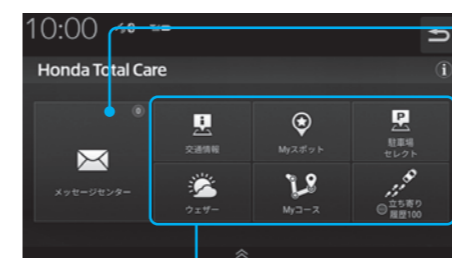 10:00
Honda Total Care
メッセージセンター
交通情報
Myスポット
駐車場
セレクト
ウェザー
Myコース
立ち寄り
履歴100